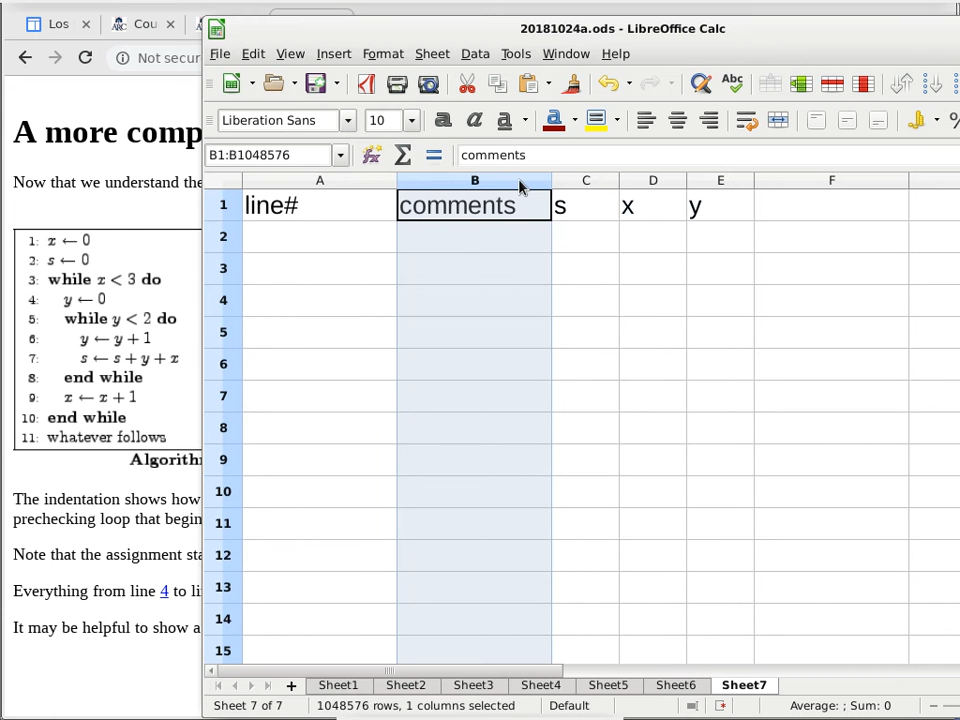 Los
Cou
Not secur
A more comp
Now that we understand the
1: x ← 0
2: s ← 0
3: while x < 3 do
4: y ← 0
5: while y < 2 do
6: y ← y + 1
7: s ← s + y + x
8: end while
9: x ← x + 1
10: end while
11: whatever follows
Algorith
The indentation shows how
prechecking loop that begin
Note that the assignment sta
Everything from line 4 to li
It may be helpful to show a
20181024a.ods - LibreOffice Calc
File Edit View Insert Format Sheet Data Tools Window Help
Abc
Liberation Sans 10 a a a a
B1:B1048576 comments
A B C D E F
1 line# comments s x y
2
3
4
5
6
7
8
9
10
11
12
13
14
15
Sheet1 Sheet2 Sheet3 Sheet4 Sheet5 Sheet6 Sheet7
Sheet 7 of 7 1048576 rows, 1 columns selected Default Average: ; Sum: 0